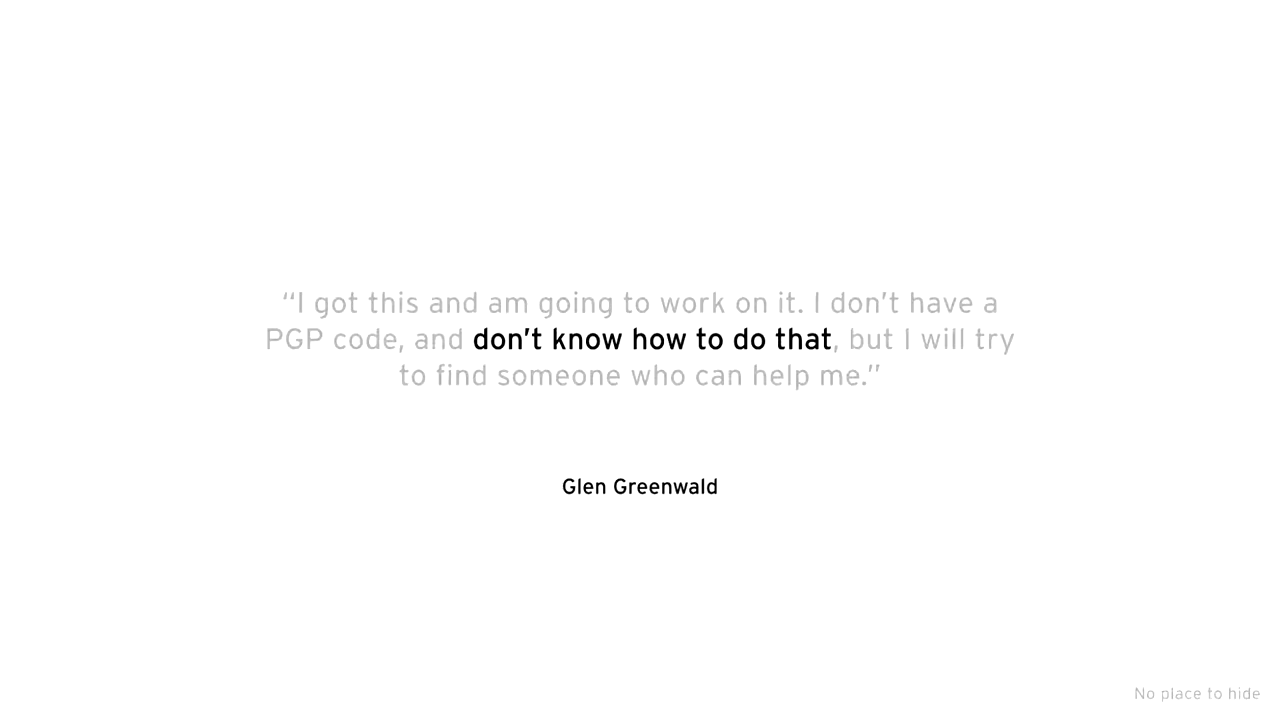 “I got this and am going to work on it. I don’t have a
PGP code, and don’t know how to do that, but I will try
to find someone who can help me.”
Glen Greenwald
No place to hide